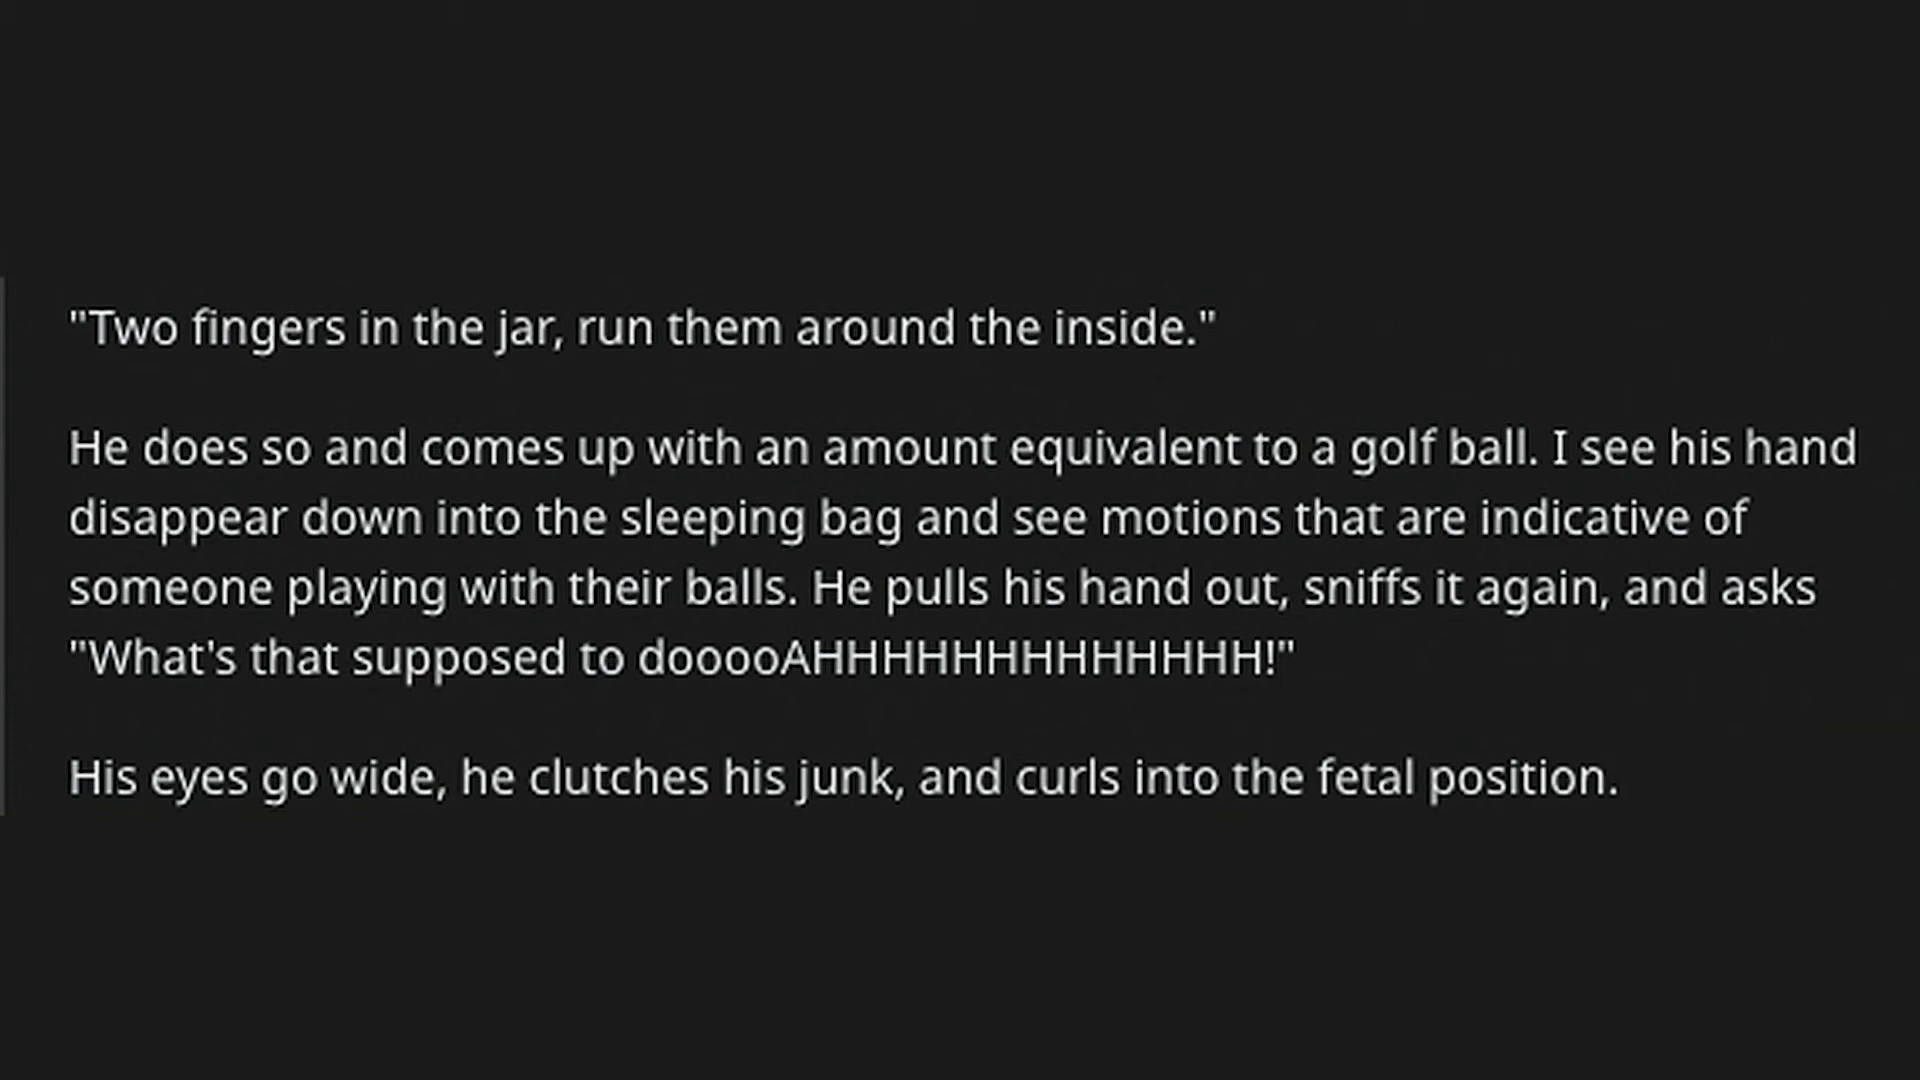 "Two fingers in the jar, run them around the inside."
He does so and comes up with an amount equivalent to a golf ball. I see his hand
disappear down into the sleeping bag and see motions that are indicative of
someone playing with their balls. He pulls his hand out, sniffs it again, and asks
"What's that supposed to dooooAHHHHHHHHHHHHH!"
His eyes go wide, he clutches his junk, and curls into the fetal position.